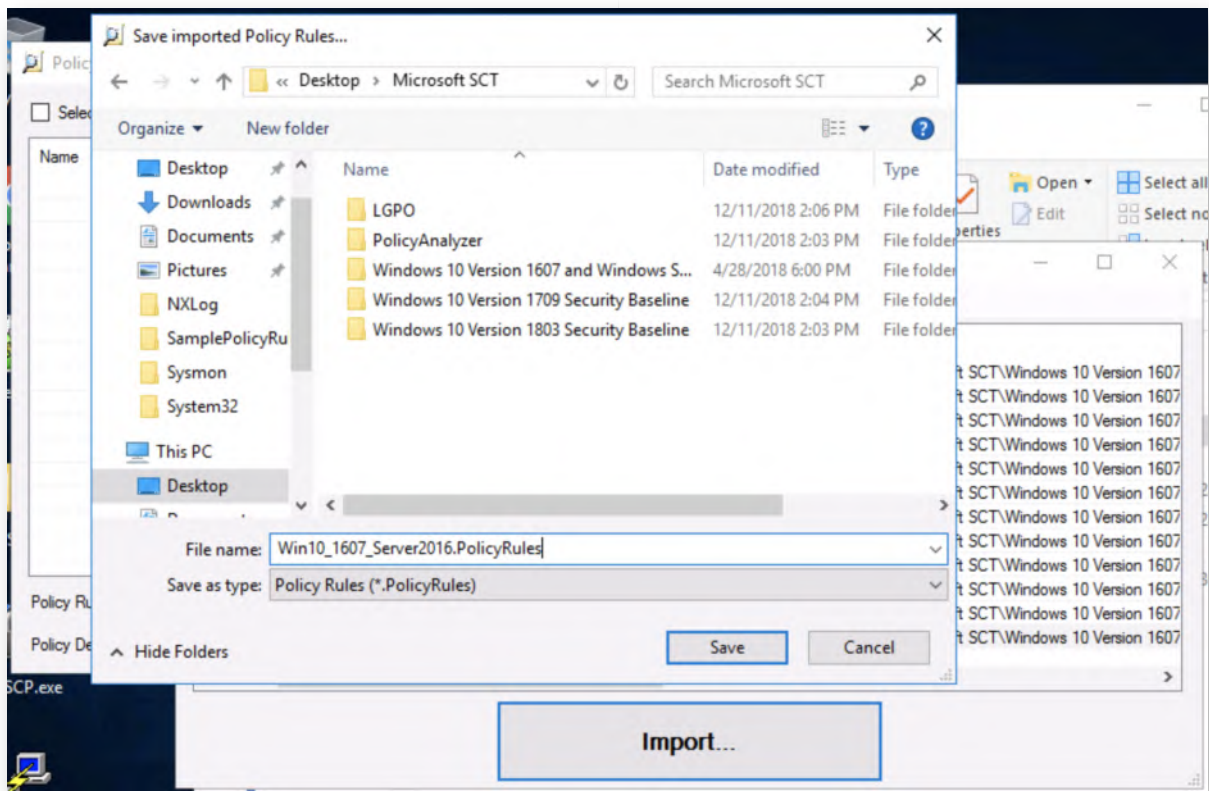 Save imported Policy Rules...
Polic
« Desktop > Microsoft SCT
Search Microsoft SCT
Selec
Organize
New folder
Name
Desktop
Downloads
Documents
Pictures
NXLog
SamplePolicyRu
Sysmon
System32
This PC
Desktop
Name Date modified Type
LGPO 12/11/2018 2:06 PM File folder
PolicyAnalyzer 12/11/2018 2:03 PM File folder
Windows 10 Version 1607 and Windows S... 4/28/2018 6:00 PM File folder
Windows 10 Version 1709 Security Baseline 12/11/2018 2:04 PM File folder
Windows 10 Version 1803 Security Baseline 12/11/2018 2:03 PM File folder
File name: Win10_1607_Server2016.PolicyRules
Save as type: Policy Rules (*.PolicyRules)
Hide Folders
Save
Cancel
Policy Ru
Policy De
SCP.exe
Open
Edit
perties
Select all
Select no
t SCT\Windows 10 Version 1607
t SCT\Windows 10 Version 1607
t SCT\Windows 10 Version 1607
t SCT\Windows 10 Version 1607
t SCT\Windows 10 Version 1607
t SCT\Windows 10 Version 1607
t SCT\Windows 10 Version 1607
t SCT\Windows 10 Version 1607
t SCT\Windows 10 Version 1607
t SCT\Windows 10 Version 1607
t SCT\Windows 10 Version 1607
t SCT\Windows 10 Version 1607
Import...